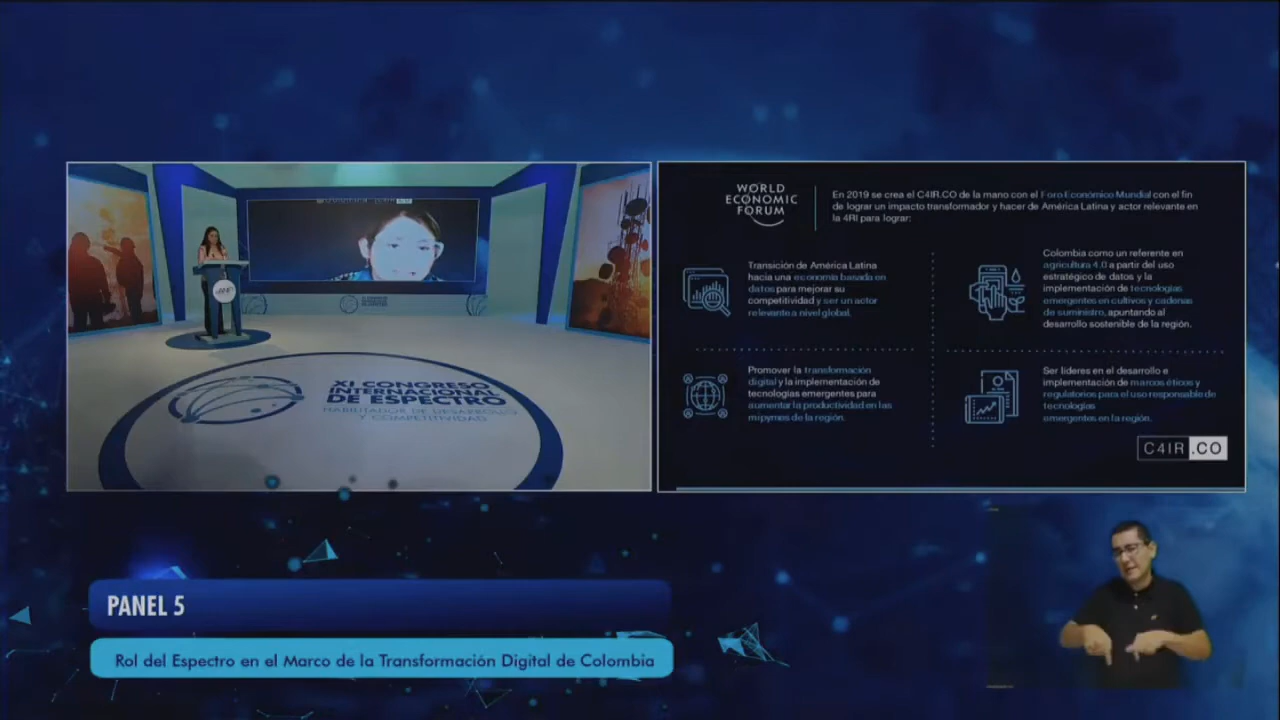 XI CONGRESO
INTERNACIONAL
DE ESPECTRO
HABILITADOR DE DESARROLLO
Y COMPETITIVIDAD
WORLD
ECONOMIC
FORUM
En 2019 se crea el C4IR.CO de la mano con el Foro Económico Mundial con el fin
de lograr un impacto transformador y hacer de América Latina y actor relevante en
la 4RI para lograr:
Transición de América Latina
hacia una economía basada en
datos para mejorar su
competitividad y ser un actor
relevante a nivel global.
Colombia como un referente en
agricultura 4.0 a partir del uso
estratégico de datos y la
implementación de tecnologías
emergentes en cultivos y cadenas
de suministro, apuntando al
desarrollo sostenible de la región.
Promover la transformación
digital y la implementación de
tecnologías emergentes para
aumentar la productividad en las
mipymes de la región.
Ser líderes en el desarrollo e
implementación de marcos éticos y
regulatorios para el uso responsable de
tecnologías
emergentes en la región.
C4IR.CO
PANEL 5
Rol del Espectro en el Marco de la Transformación Digital de Colombia